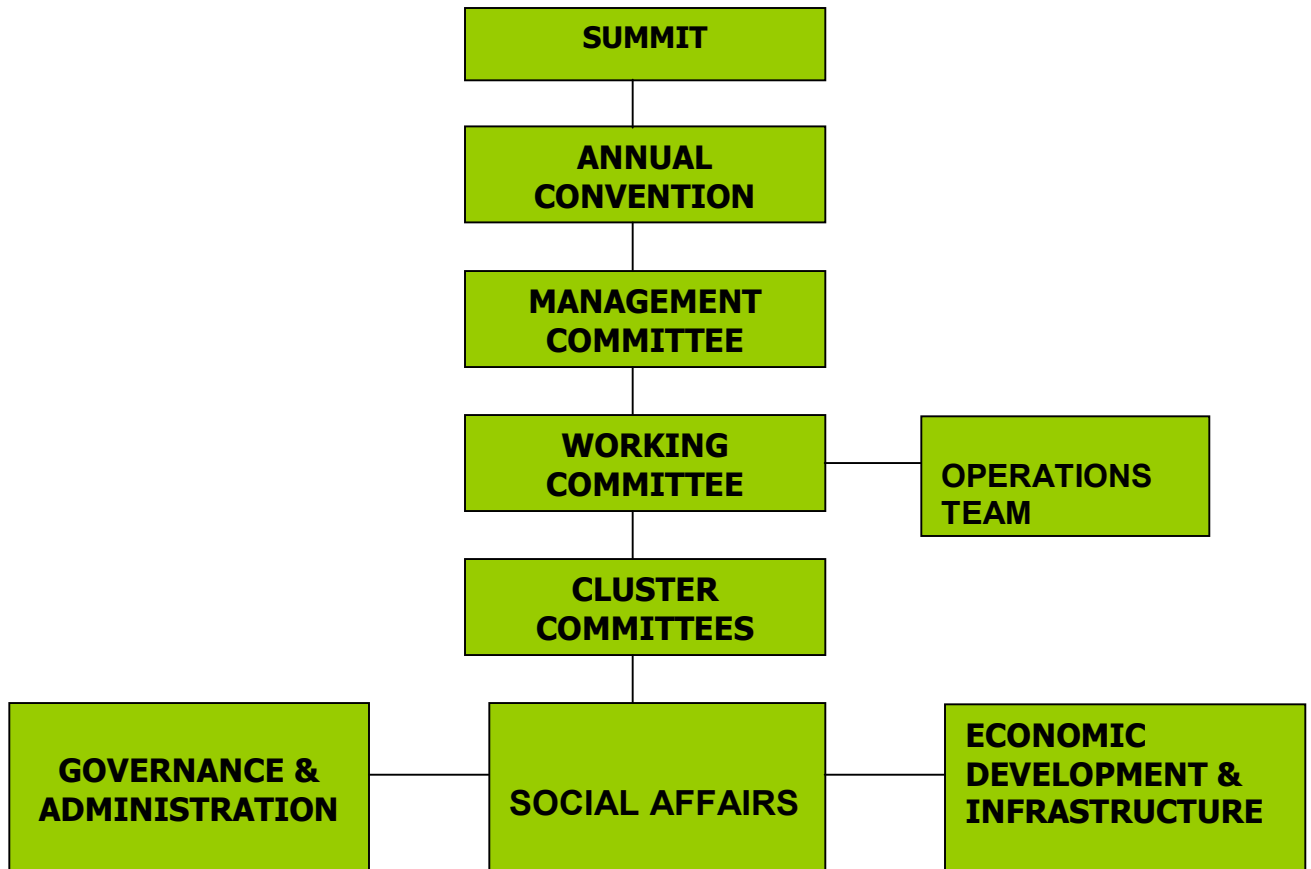 SUMMIT
ANNUAL
CONVENTION
MANAGEMENT
COMMITTEE
WORKING
COMMITTEE
OPERATIONS
TEAM
CLUSTER
COMMITTEES
GOVERNANCE &
ADMINISTRATION
SOCIAL AFFAIRS
ECONOMIC
DEVELOPMENT &
INFRASTRUCTURE